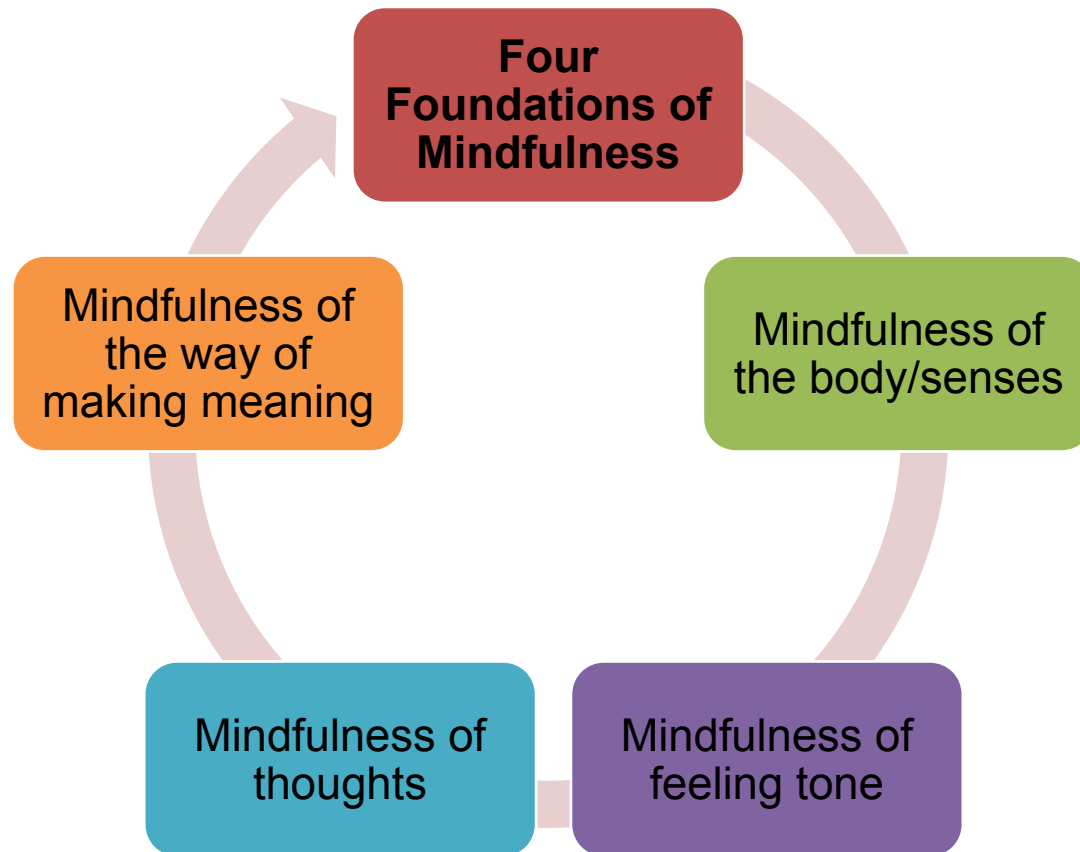 Four
Foundations of
Mindfulness
Mindfulness of
the body/senses
Mindfulness of
feeling tone
Mindfulness of
thoughts
Mindfulness of
the way of
making meaning